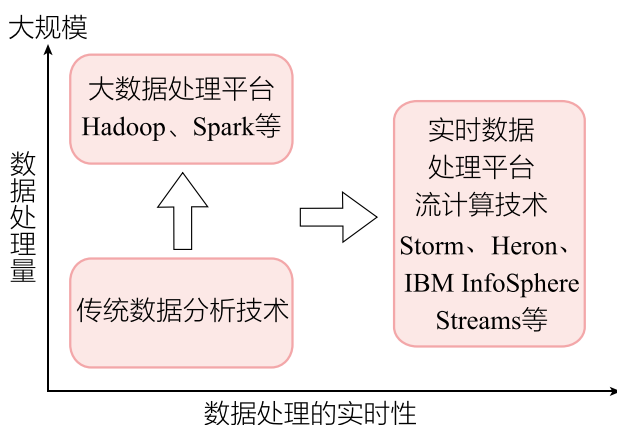 大规模
数据处理量
大数据处理平台
Hadoop、Spark等
传统数据分析技术
实时数据
处理平台
流计算技术
Storm、Heron、
IBM InfoSphere
Streams等
数据处理的实时性